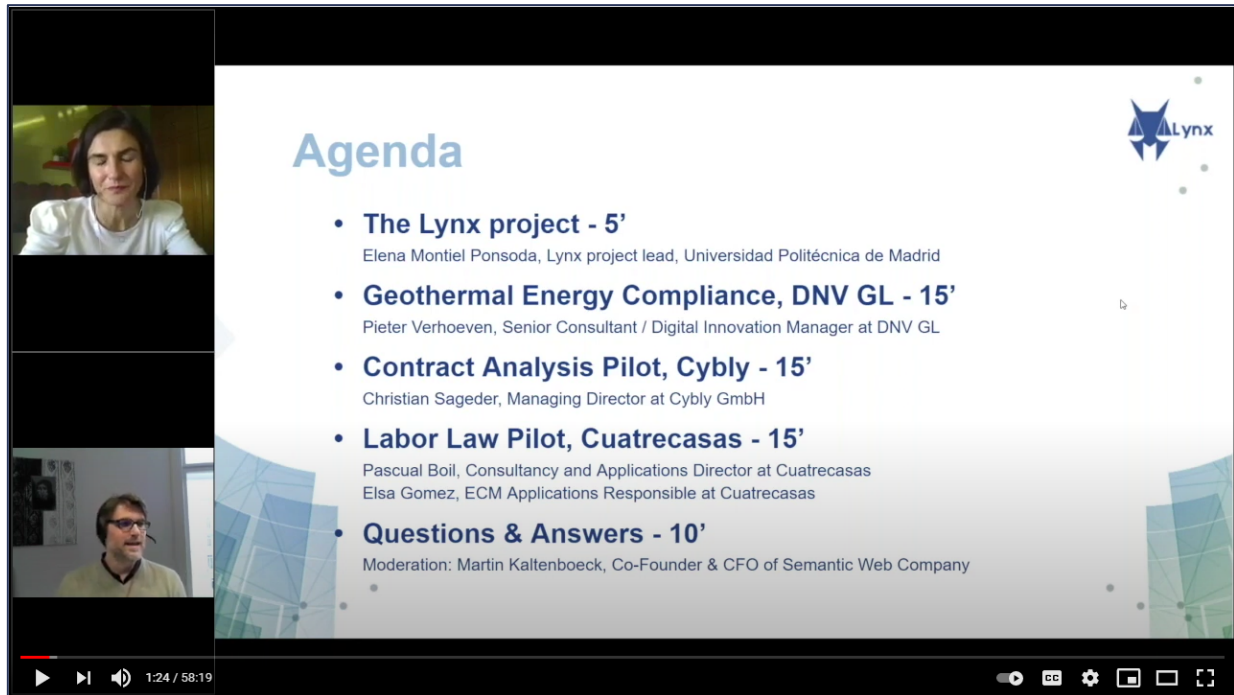 Lynx
Agenda
• The Lynx project - 5’
Elena Montiel Ponsoda, Lynx project lead, Universidad Politécnica de Madrid
• Geothermal Energy Compliance, DNV GL - 15’
Pieter Verhoeven, Senior Consultant / Digital Innovation Manager at DNV GL
• Contract Analysis Pilot, Cybly - 15’
Christian Sageder, Managing Director at Cybly GmbH
• Labor Law Pilot, Cuatrecasas - 15’
Pascual Boil, Consultancy and Applications Director at Cuatrecasas
Elsa Gomez, ECM Applications Responsible at Cuatrecasas
• Questions & Answers - 10’
Moderation: Martin Kaltenboeck, Co-Founder & CFO of Semantic Web Company
1:24 / 58:19
CC